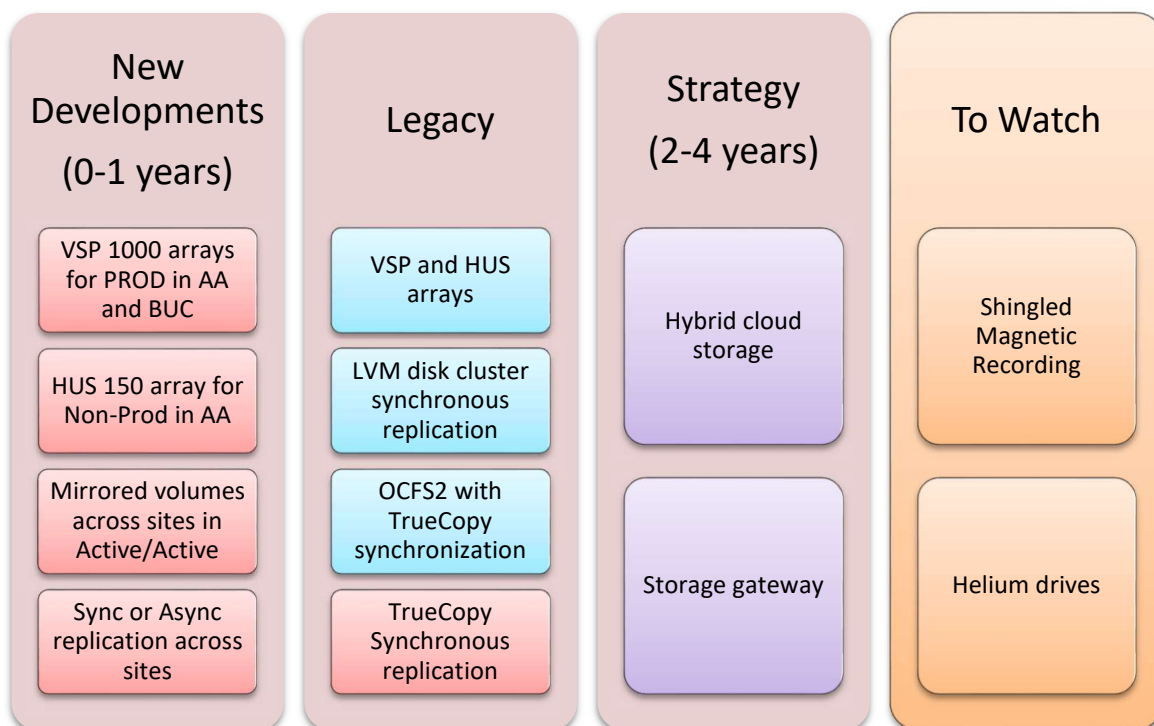 New
Developments
(0-1 years)
VSP 1000 arrays
for PROD in AA
and BUC
HUS 150 array for
Non-Prod in AA
Mirrored volumes
across sites in
Active/Active
Sync or Async
replication across
sites
Legacy
VSP and HUS
arrays
LVM disk cluster
synchronous
replication
OCFS2 with
TrueCopy
synchronization
TrueCopy
Synchronous
replication
Strategy
(2-4 years)
Hybrid cloud
storage
Storage gateway
To Watch
Shingled
Magnetic
Recording
Helium drives